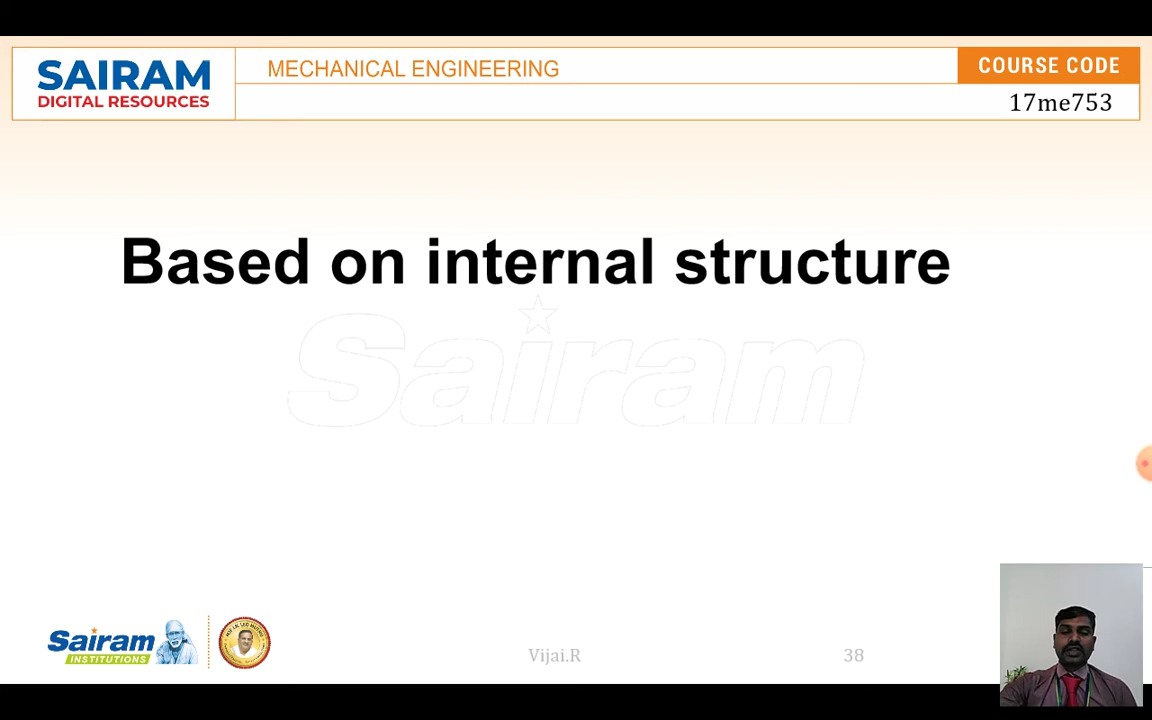 SAIRAM
DIGITAL RESOURCES
MECHANICAL ENGINEERING
COURSE CODE
17me753
Based on internal structure
Sairam
Sairam
INSTITUTIONS
Vijai.R
38